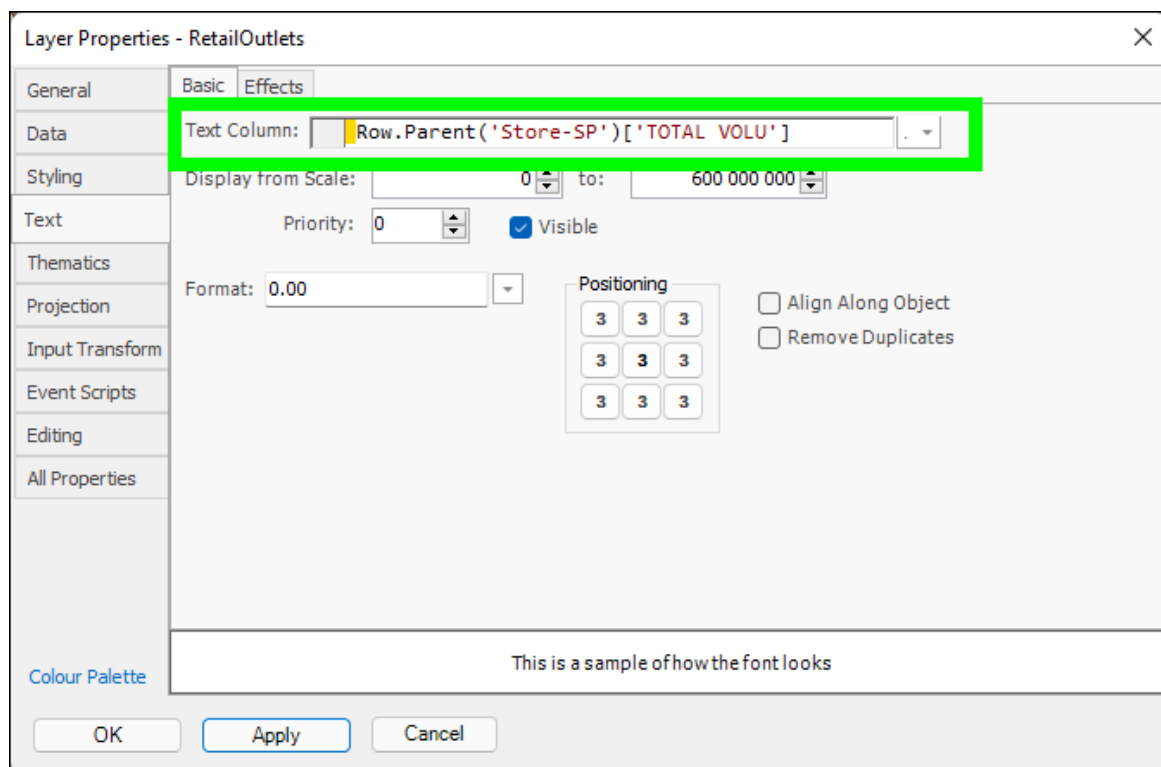 Layer Properties - RetailOutlets
General
Data
Styling
Text
Thematics
Projection
Input Transform
Event Scripts
Editing
All Properties
Colour Palette
Basic Effects
Text Column: Row.Parent('Store-SP')['TOTAL VOLU'] .
Display from Scale: 0 to: 600 000 000
Priority: 0 Visible
Format: 0.00
Positioning
3 3 3
3 3 3
3 3 3
Align Along Object
Remove Duplicates
This is a sample of how the font looks
OK Apply Cancel